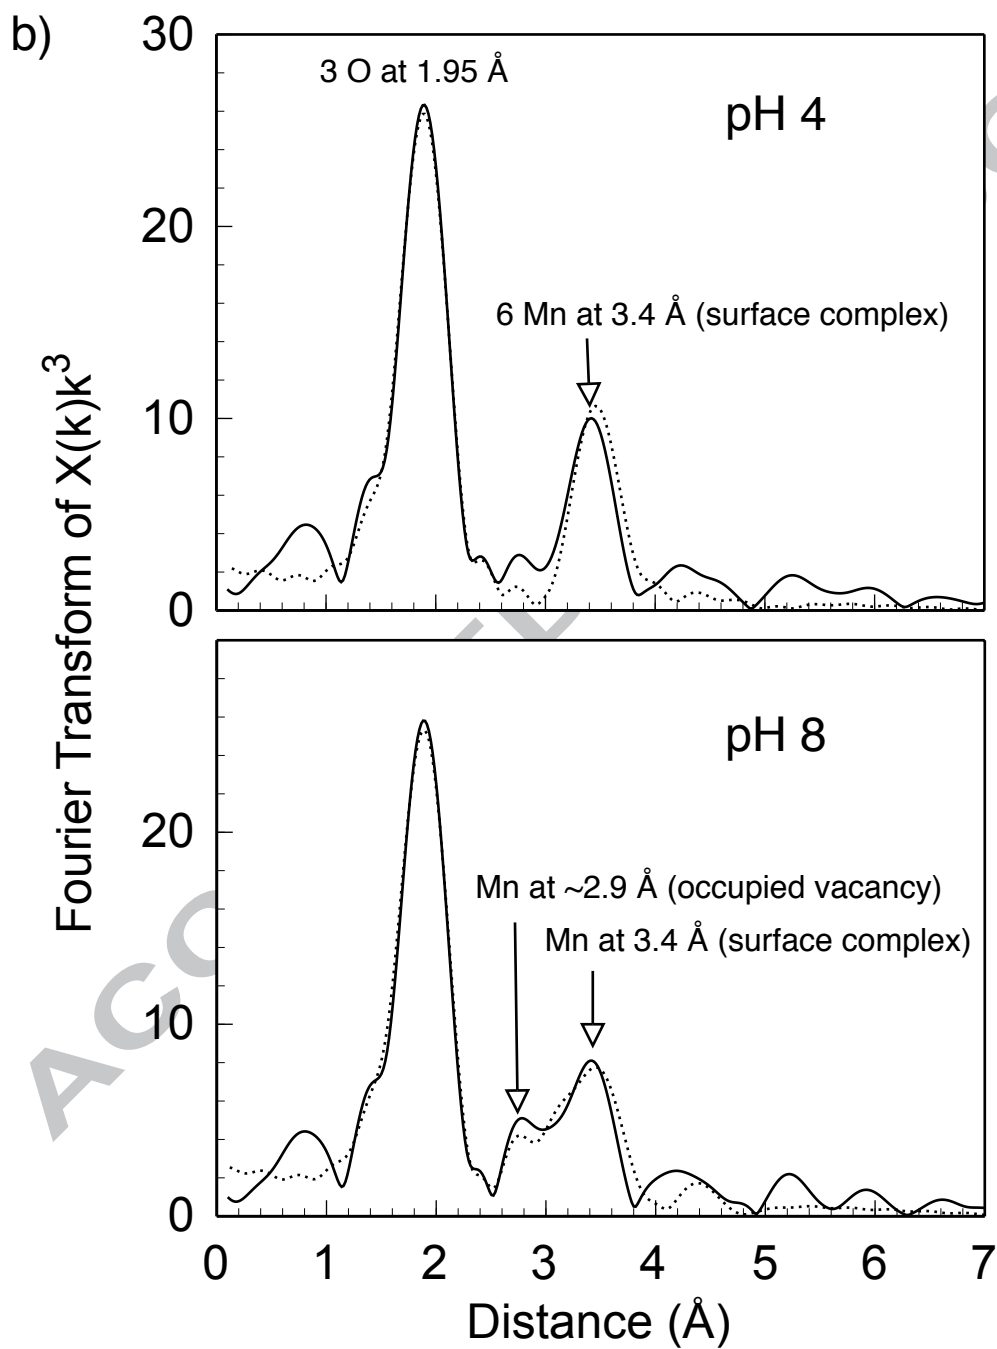 b)
30
3 O at 1.95 Å
pH 4
20
6 Mn at 3.4 Å (surface complex)
10
0
Fourier Transform of X(k)k³
pH 8
20
Mn at ~2.9 Å (occupied vacancy)
Mn at 3.4 Å (surface complex)
10
0
0 1 2 3 4 5 6 7
Distance (Å)